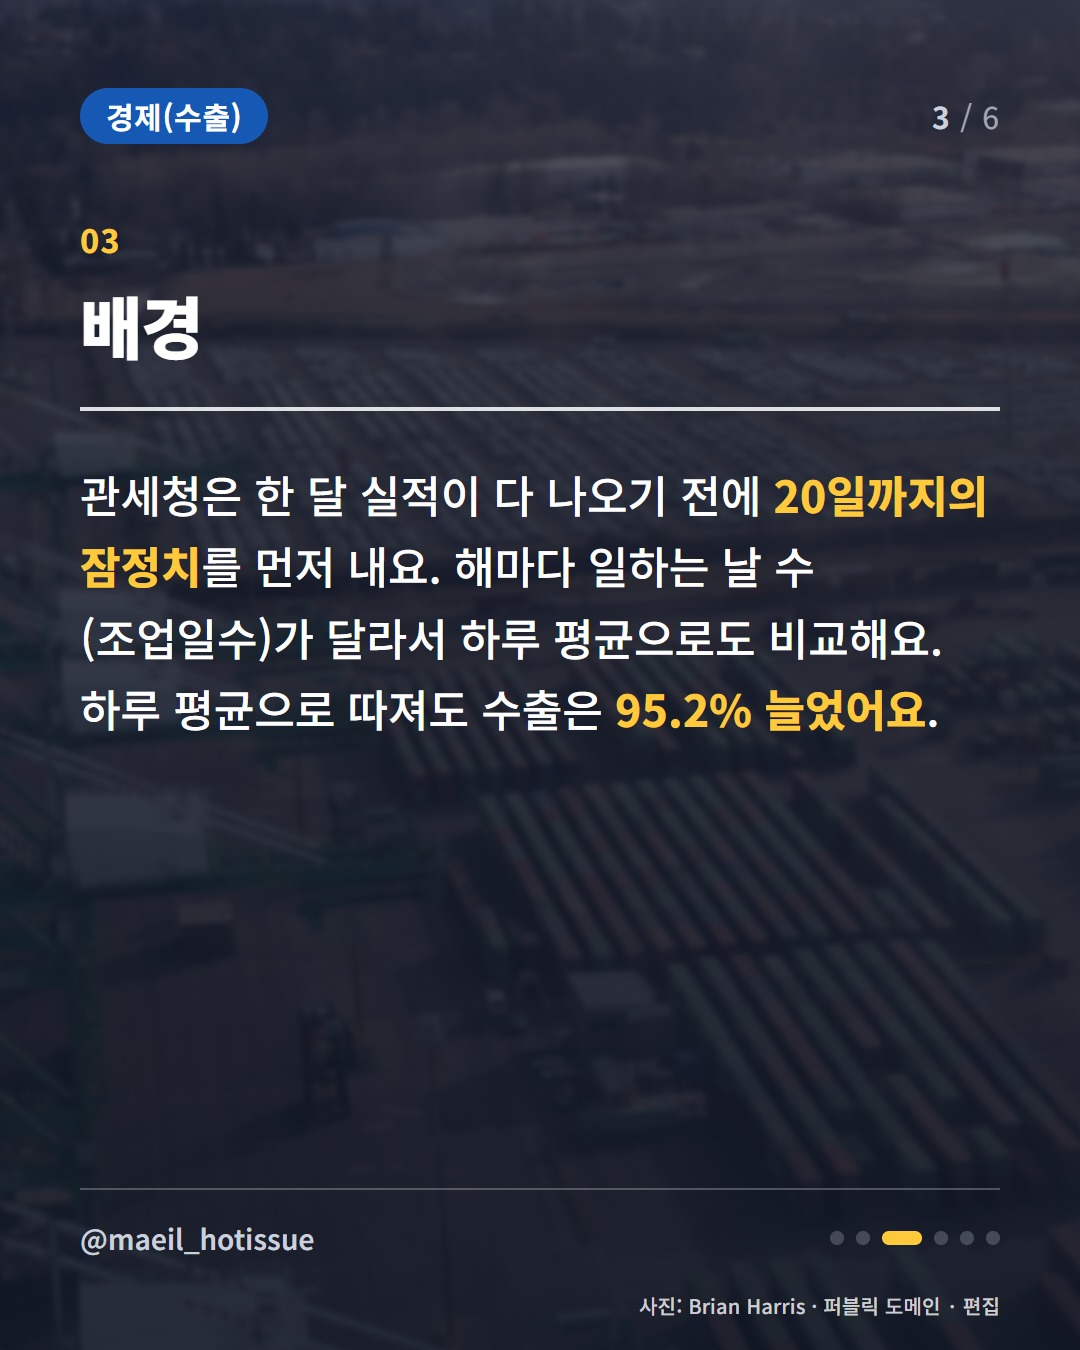 경제(수출)
3 / 6
03
배경
관세청은 한 달 실적이 다 나오기 전에 20일까지의
잠정치를 먼저 내요. 해마다 일하는 날 수
(조업일수)가 달라서 하루 평균으로도 비교해요.
하루 평균으로 따져도 수출은 95.2% 늘었어요.
@maeil_hotissue
사진: Brian Harris · 퍼블릭 도메인 · 편집